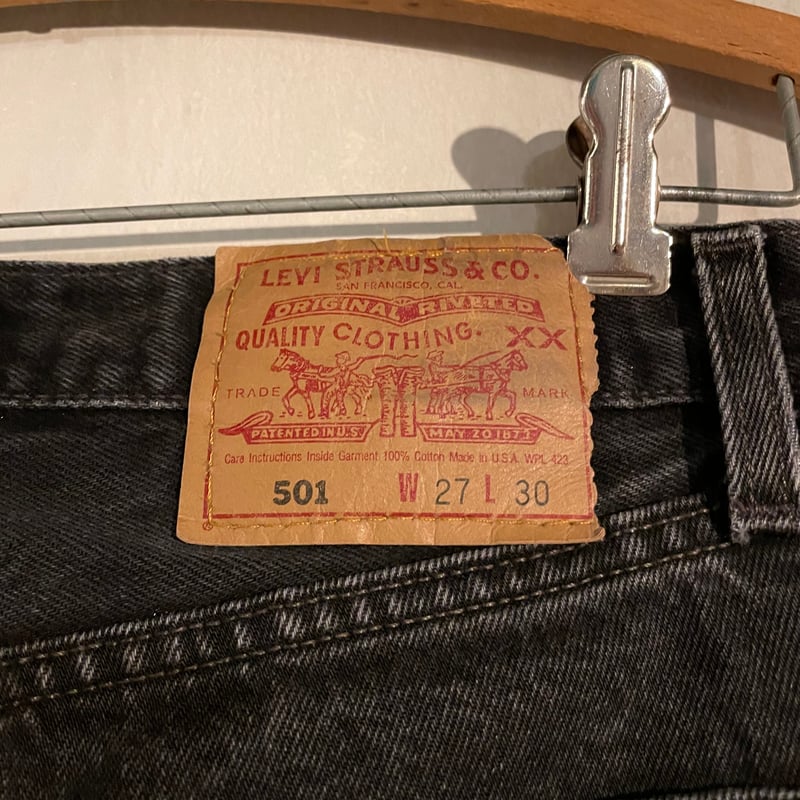 LEVI STRAUSS & CO.
SAN FRANCISCO, CAL.
ORIGINAL RIVETED
QUALITY CLOTHING. XX
TRADE MARK
PATENTED IN U.S. MAY 20 1873
Care Instructions Inside Garment 100% Cotton Made in U.S.A. WPL 423
501 W 27 L 30